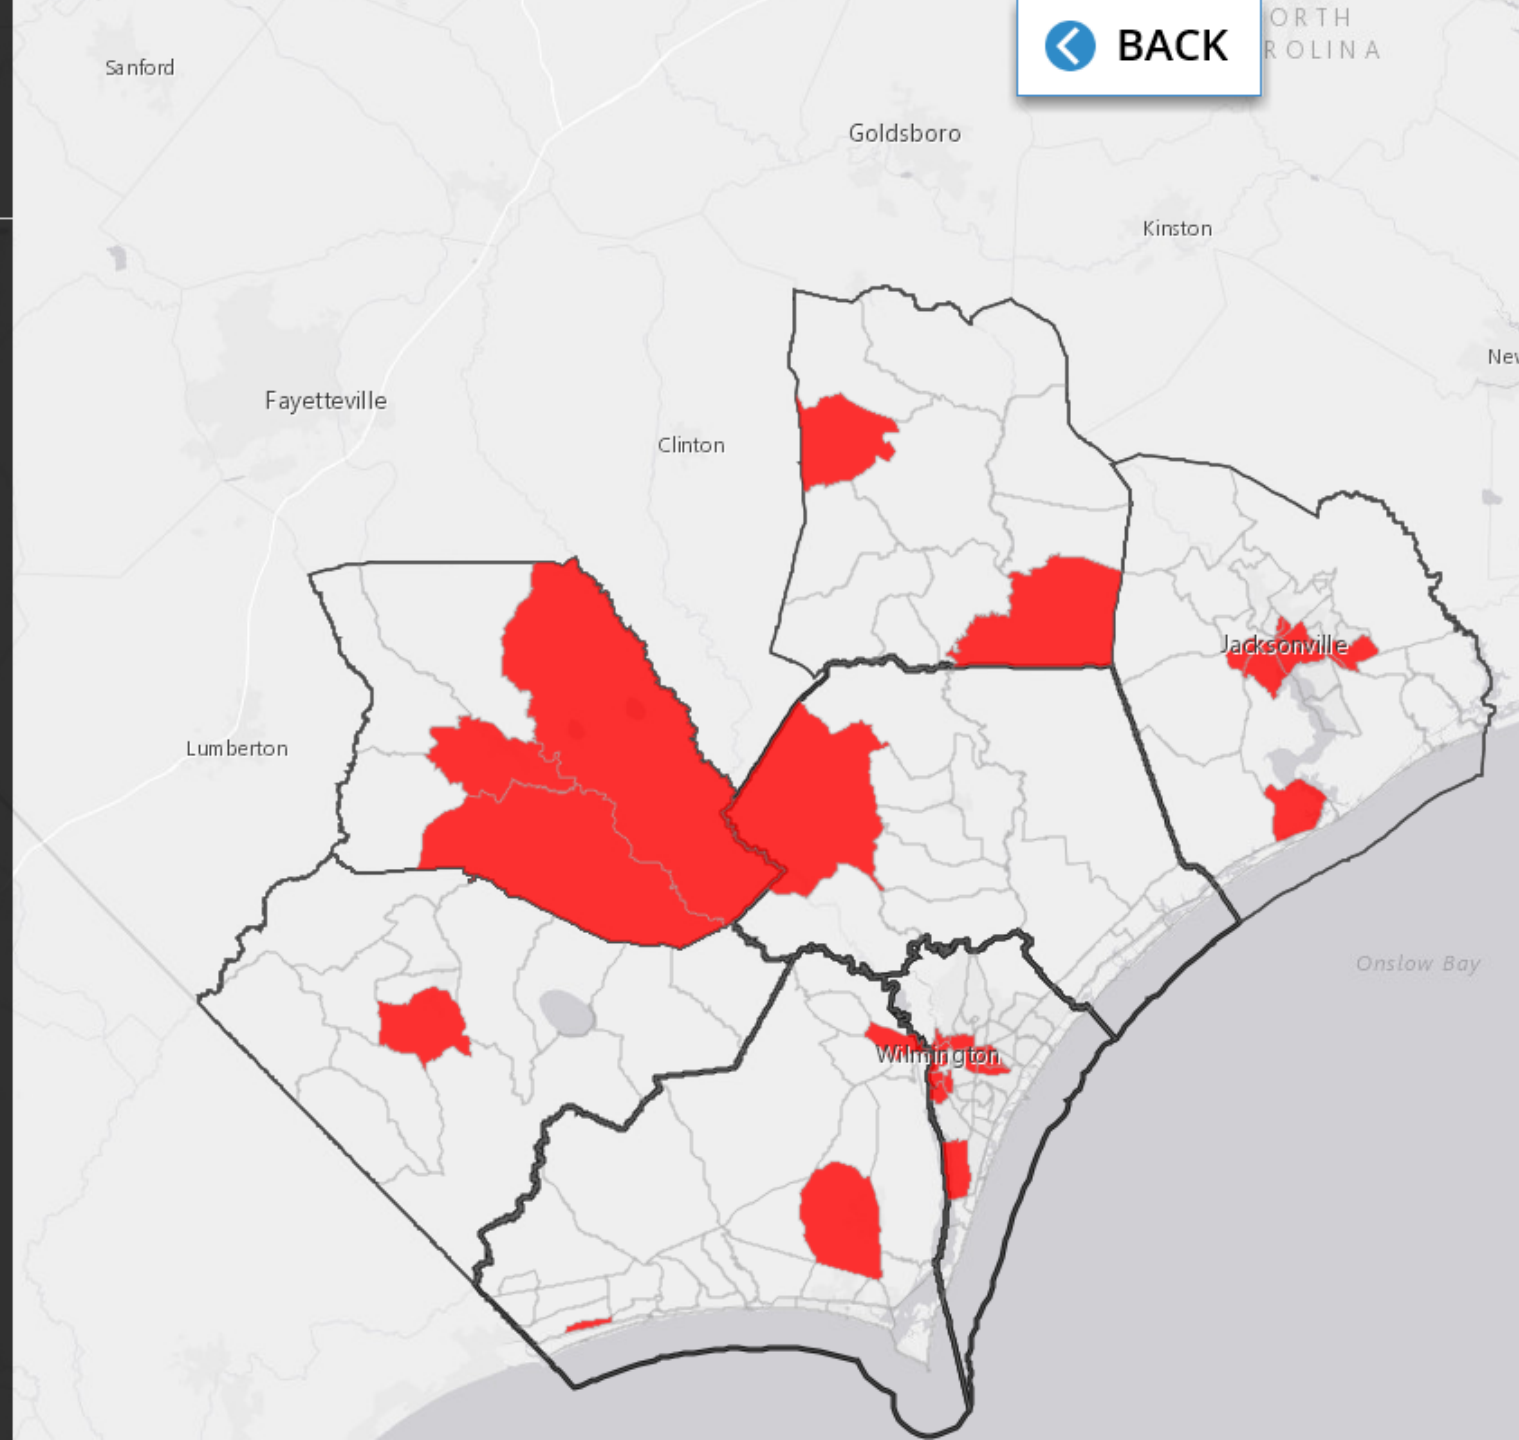 ORTH
ROLINA
BACK
Sanford
Goldsboro
Kinston
Nev
Fayetteville
Clinton
Jacksonville
Lumberton
Onslow Bay
Wilmington